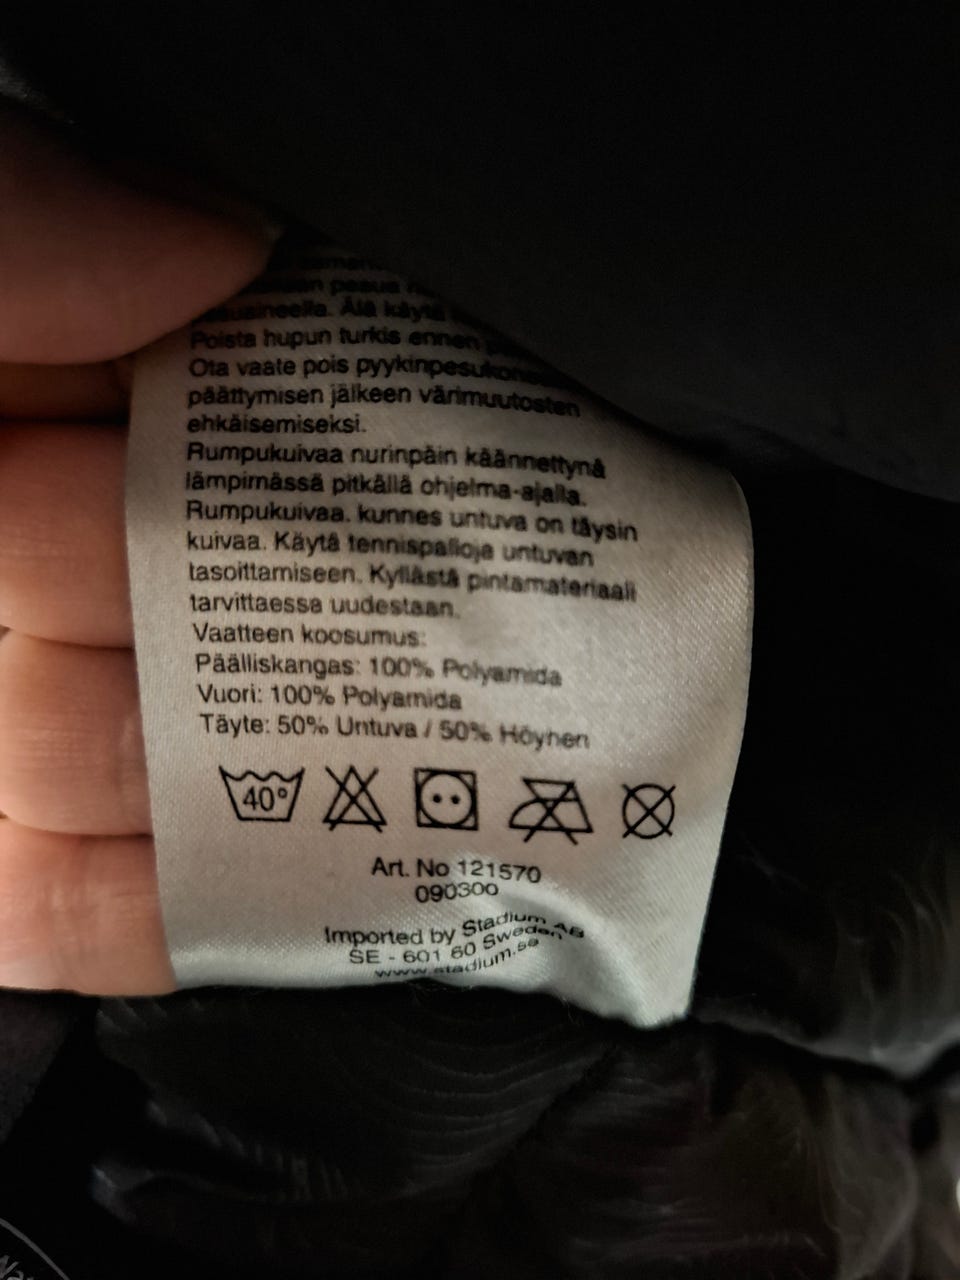 peaua
Älä käytä
Poista hupun turkis ennen
Ota vaate pois pyykinpesukoneesta
päättymisen jälkeen värimuutosten
ehkäisemiseksi.
Rumpukuivaa nurinpäin käännettynä
lämpimässä pitkällä ohjelma-ajalla.
Rumpukuivaa. kunnes untuva on täysin
kuivaa. Käytä tennispalloja untuvan
tasoittamiseen. Kyllästä pintamateriaali
tarvittaessa uudestaan.
Vaatteen koosumus:
Päälliskangas: 100% Polyamida
Vuori: 100% Polyamida
Täyte: 50% Untuva / 50% Höyhen
40°
Art. No 121570
090300
Imported by Stadium AB
SE - 601 60 Sweden
www.stadium.se